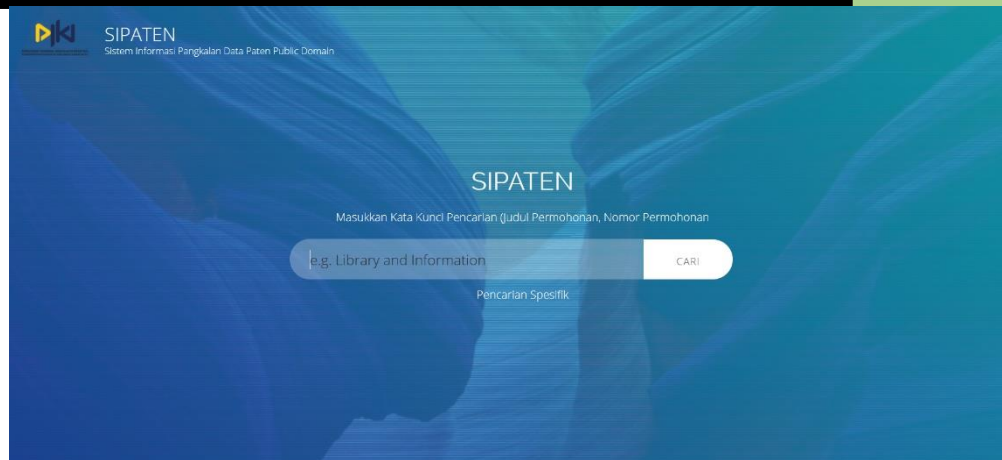 DJKI
SIPATEN
Sistem Informasi Pangkalan Data Paten Public Domain
SIPATEN
Masukkan Kata Kunci Pencarian (Judul Permohonan, Nomor Permohonan
e.g. Library and Information
CARI
Pencarian Spesifik